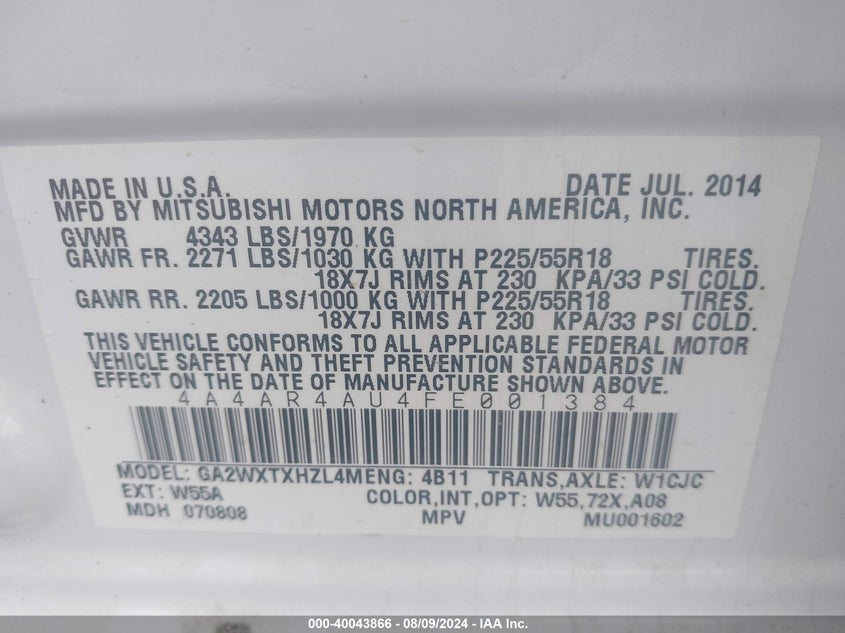 MADE IN U.S.A. DATE JUL. 2014
MFD BY MITSUBISHI MOTORS NORTH AMERICA, INC.
GVWR 4343 LBS/1970 KG
GAWR FR. 2271 LBS/1030 KG WITH P225/55R18 TIRES.
18X7J RIMS AT 230 KPA/33 PSI COLD.
GAWR RR. 2205 LBS/1000 KG WITH P225/55R18 TIRES.
18X7J RIMS AT 230 KPA/33 PSI COLD.
THIS VEHICLE CONFORMS TO ALL APPLICABLE FEDERAL MOTOR
VEHICLE SAFETY AND THEFT PREVENTION STANDARDS IN
EFFECT ON THE DATE OF MANUFACTURE SHOWN ABOVE.
4A4AR4AU4FE001384
MODEL: GA2WXTXHZL4MENG: 4B11 TRANS,AXLE: W1CJC
EXT: W55A COLOR,INT,OPT: W55,72X,A08
MDH 070808 MPV MU001602
000-40043866 - 08/09/2024 - IAA Inc.